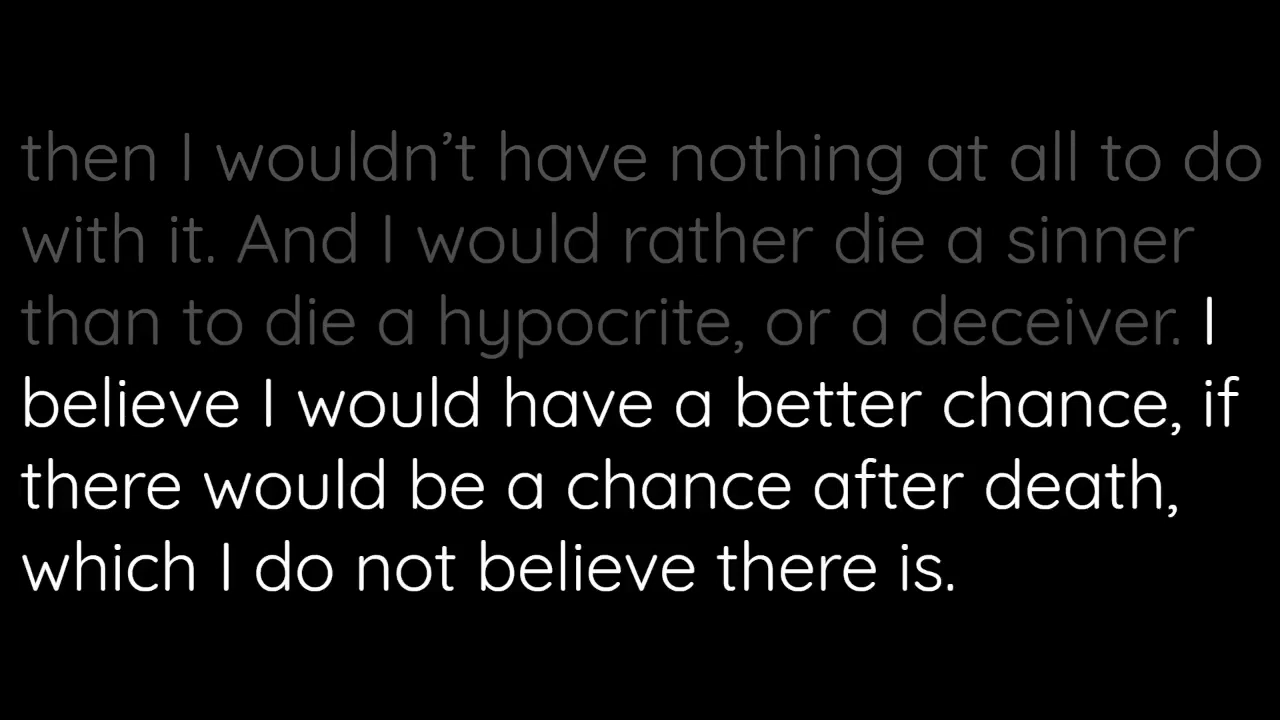 then I wouldn’t have nothing at all to do
with it. And I would rather die a sinner
than to die a hypocrite, or a deceiver. I
believe I would have a better chance, if
there would be a chance after death,
which I do not believe there is.